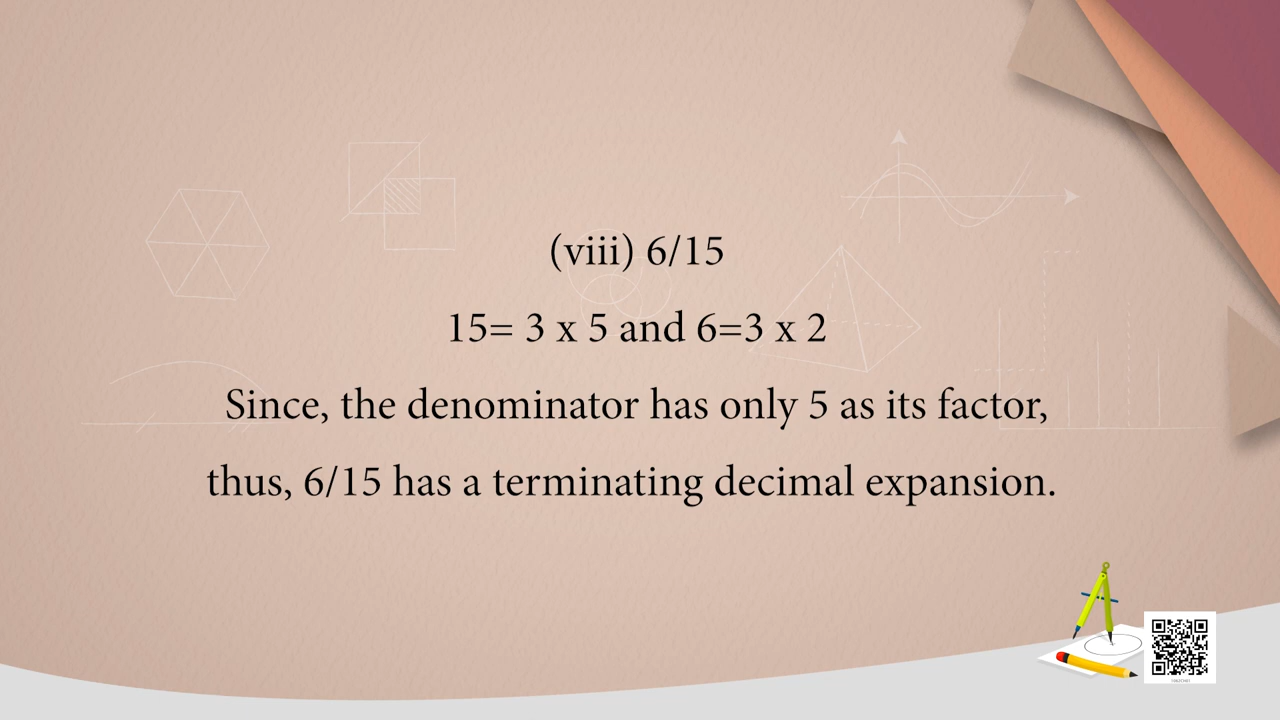 (viii) 6/15
15= 3 x 5 and 6=3 x 2
Since, the denominator has only 5 as its factor,
thus, 6/15 has a terminating decimal expansion.